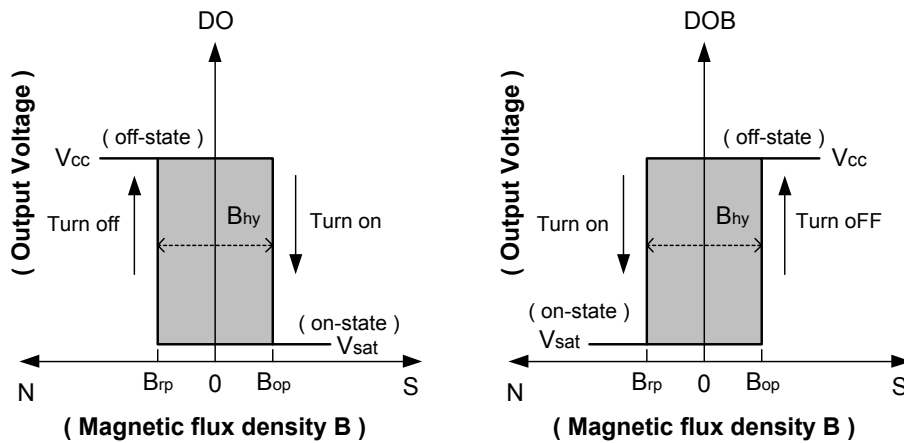 DO
( Output Voltage )
( off-state )
Vcc
Turn off
Bhy
Turn on
( on-state )
Vsat
N
Brp
0
Bop
S
( Magnetic flux density B )
DOB
( Output Voltage )
( off-state )
Vcc
Turn on
Bhy
Turn oFF
( on-state )
Vsat
N
Brp
0
Bop
S
( Magnetic flux density B )